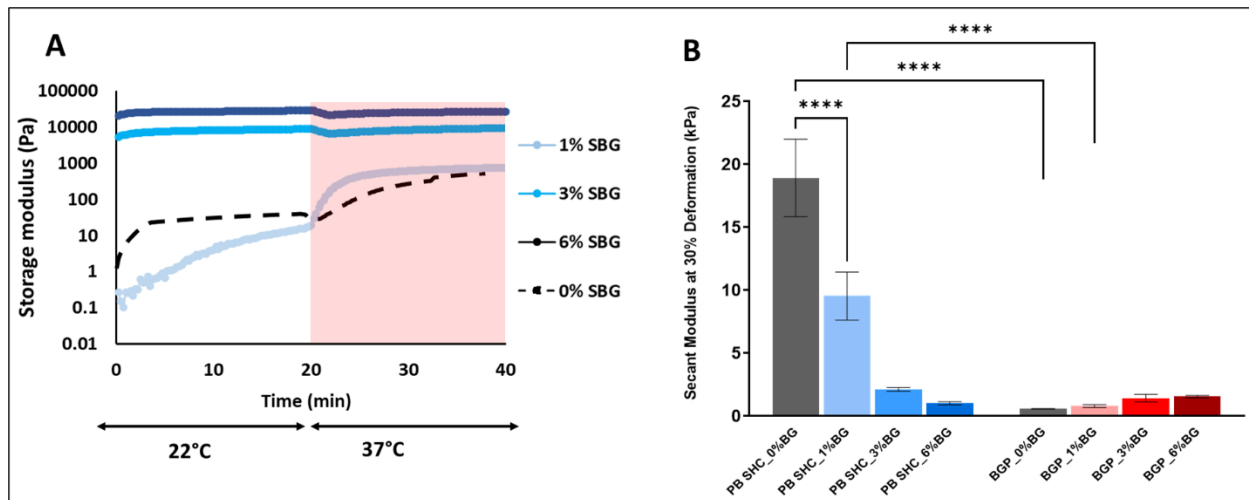 A
Storage modulus (Pa)
100000
10000
1000
100
10
1
0.1
0.01
0
10
20
30
40
Time (min)
22°C
37°C
1% SBG
3% SBG
6% SBG
0% SBG
B
****
****
****
Secant Modulus at 30% Deformation (kPa)
25
20
15
10
5
0
PB SHC_0%BG
PB SHC_1%BG
PB SHC_3%BG
PB SHC_6%BG
BGP_0%BG
BGP_1%BG
BGP_3%BG
BGP_6%BG